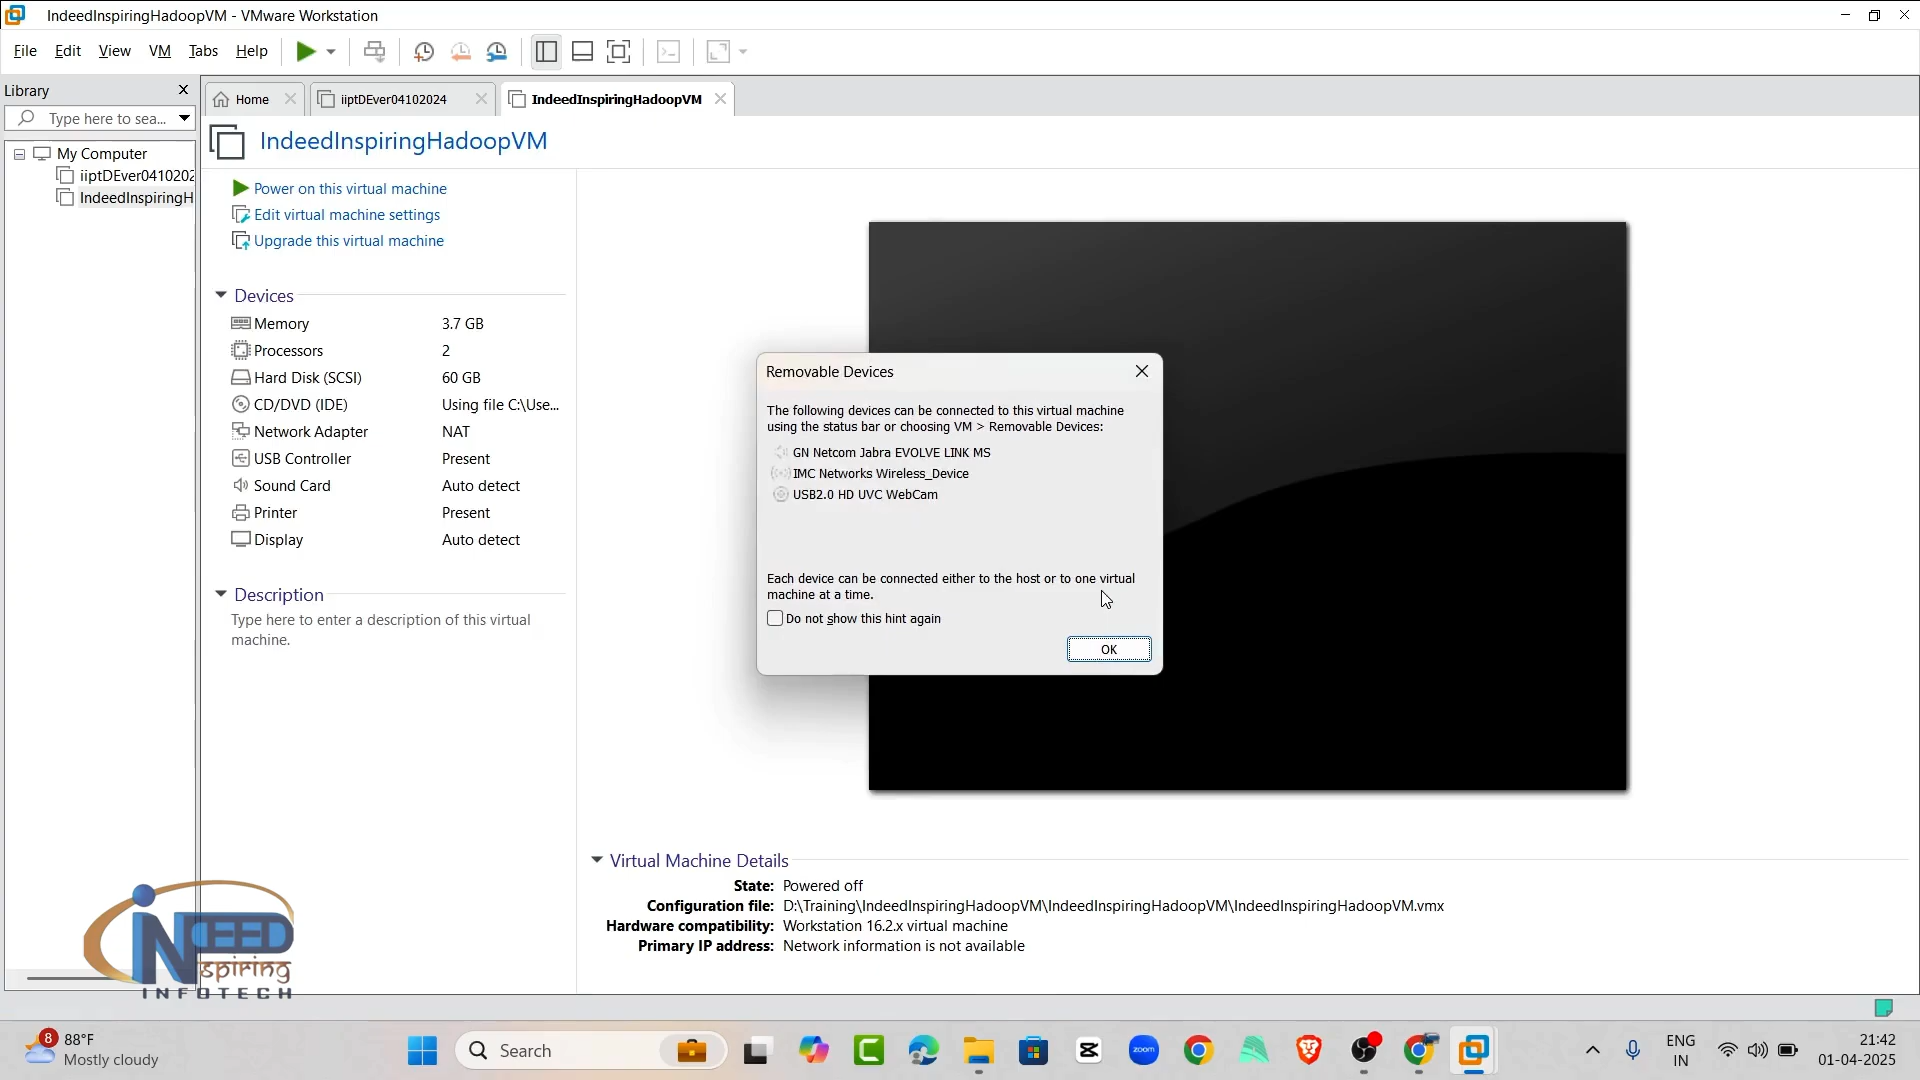 IndeedInspiringHadoopVM - VMware Workstation
File Edit View VM Tabs Help
Library
Home
iiptDEver04102024
IndeedInspiringHadoopVM
Type here to sea...
My Computer
iiptDEver0410202
IndeedInspiringH
IndeedInspiringHadoopVM
Power on this virtual machine
Edit virtual machine settings
Upgrade this virtual machine
Devices
Memory 3.7 GB
Processors 2
Hard Disk (SCSI) 60 GB
CD/DVD (IDE) Using file C:\Use...
Network Adapter NAT
USB Controller Present
Sound Card Auto detect
Printer Present
Display Auto detect
Description
Type here to enter a description of this virtual
machine.
Removable Devices
The following devices can be connected to this virtual machine
using the status bar or choosing VM > Removable Devices:
GN Netcom Jabra EVOLVE LINK MS
IMC Networks Wireless_Device
USB2.0 HD UVC WebCam
Each device can be connected either to the host or to one virtual
machine at a time.
Do not show this hint again
OK
Virtual Machine Details
State: Powered off
Configuration file: D:\Training\IndeedInspiringHadoopVM\IndeedInspiringHadoopVM\IndeedInspiringHadoopVM.vmx
Hardware compatibility: Workstation 16.2.x virtual machine
Primary IP address: Network information is not available
INFOTECH
8
88°F
Mostly cloudy
Search
zoom
ENG
IN
21:42
01-04-2025